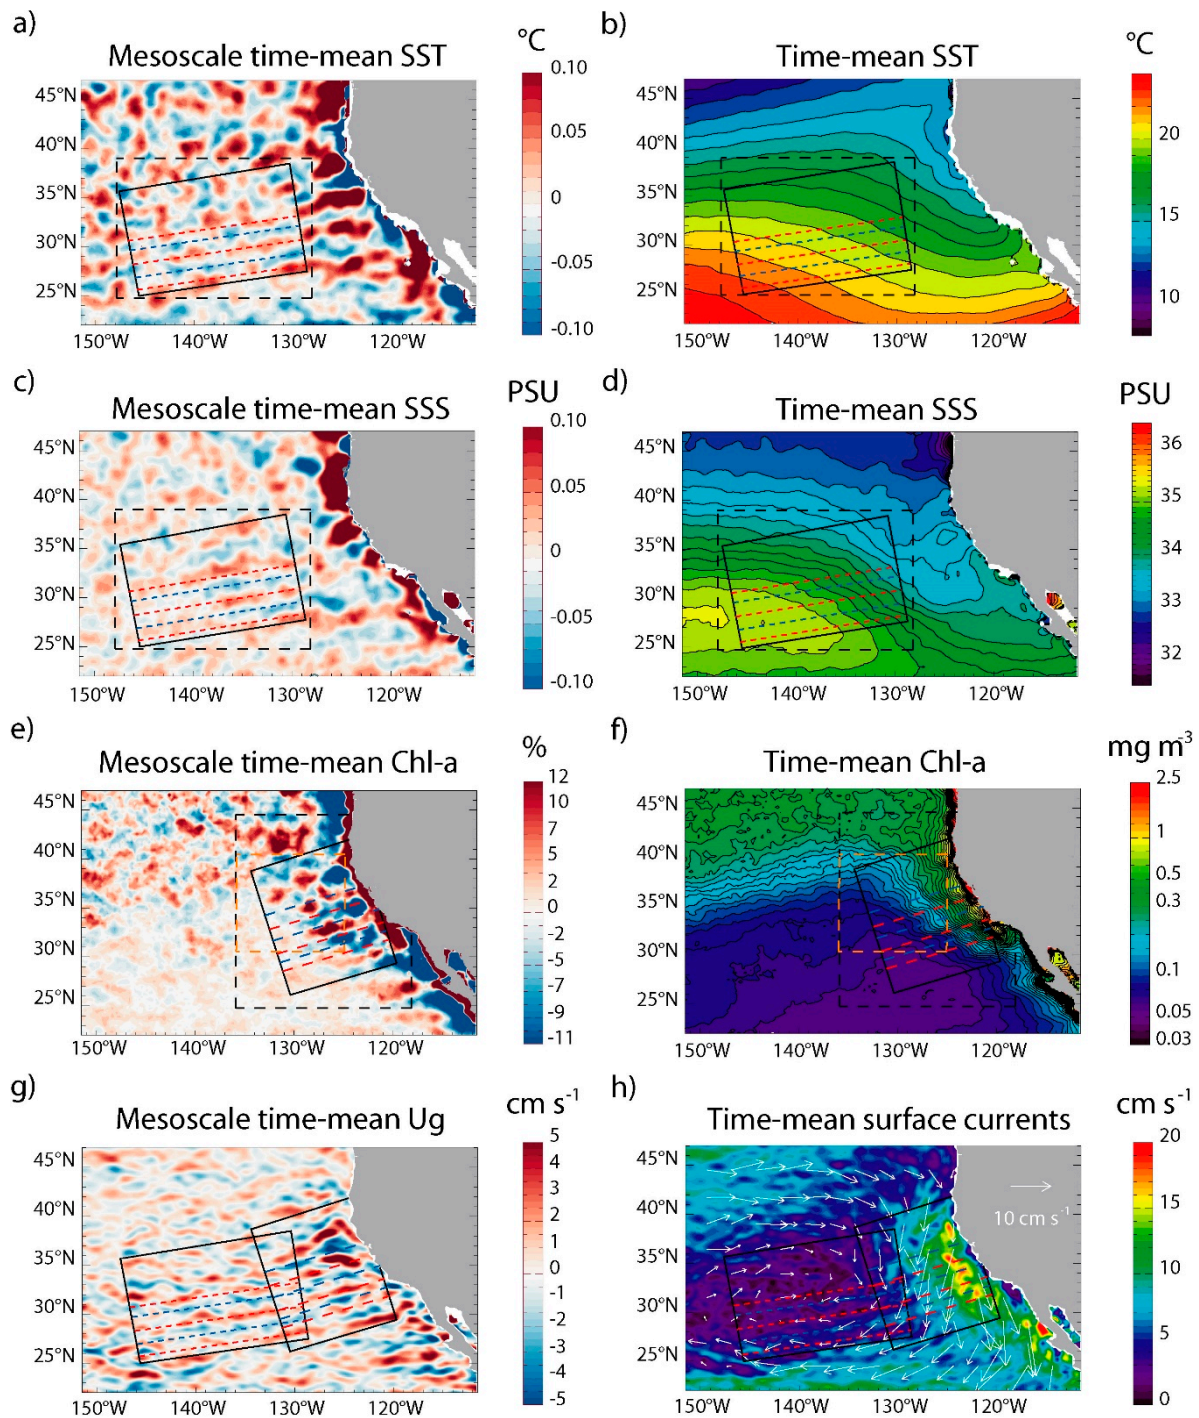 a)
Mesoscale time-mean SST
°C
45°N
40°N
35°N
30°N
25°N
150°W 140°W 130°W 120°W
0.10
0.05
0
-0.05
-0.10
b)
Time-mean SST
°C
45°N
40°N
35°N
30°N
25°N
150°W 140°W 130°W 120°W
20
15
10
c)
Mesoscale time-mean SSS
PSU
45°N
40°N
35°N
30°N
25°N
150°W 140°W 130°W 120°W
0.10
0.05
0
-0.05
-0.10
d)
Time-mean SSS
PSU
45°N
40°N
35°N
30°N
25°N
150°W 140°W 130°W 120°W
36
35
34
33
32
e)
Mesoscale time-mean Chl-a
%
45°N
40°N
35°N
30°N
25°N
150°W 140°W 130°W 120°W
12
10
7
5
2
0
-2
-5
-7
-9
-11
f)
Time-mean Chl-a
mg m⁻³
45°N
40°N
35°N
30°N
25°N
150°W 140°W 130°W 120°W
2.5
1
0.3
0.1
0.05
0.03
g)
Mesoscale time-mean Ug
cm s⁻¹
45°N
40°N
35°N
30°N
25°N
150°W 140°W 130°W 120°W
5
4
3
2
1
0
-1
-2
-3
-4
-5
h)
Time-mean surface currents
cm s⁻¹
10 cm s⁻¹
45°N
40°N
35°N
30°N
25°N
150°W 140°W 130°W 120°W
20
15
10
5
0